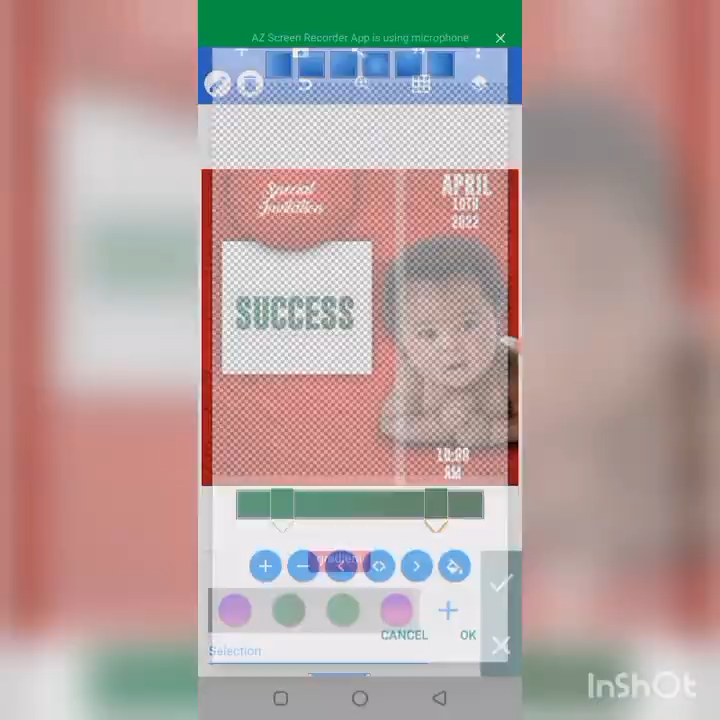 AZ Screen Recorder App is using microphone
Special
Invitation
APRIL
10TH
2022
SUCCESS
10:00
AM
gradient
CANCEL
OK
Selection
InShOt